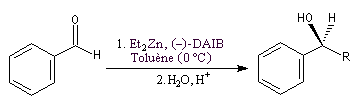 O
H
1. Et₂Zn, (–)-DAIB
Toluène (0 °C)
2.H₂O, H⁺
HO
H
R